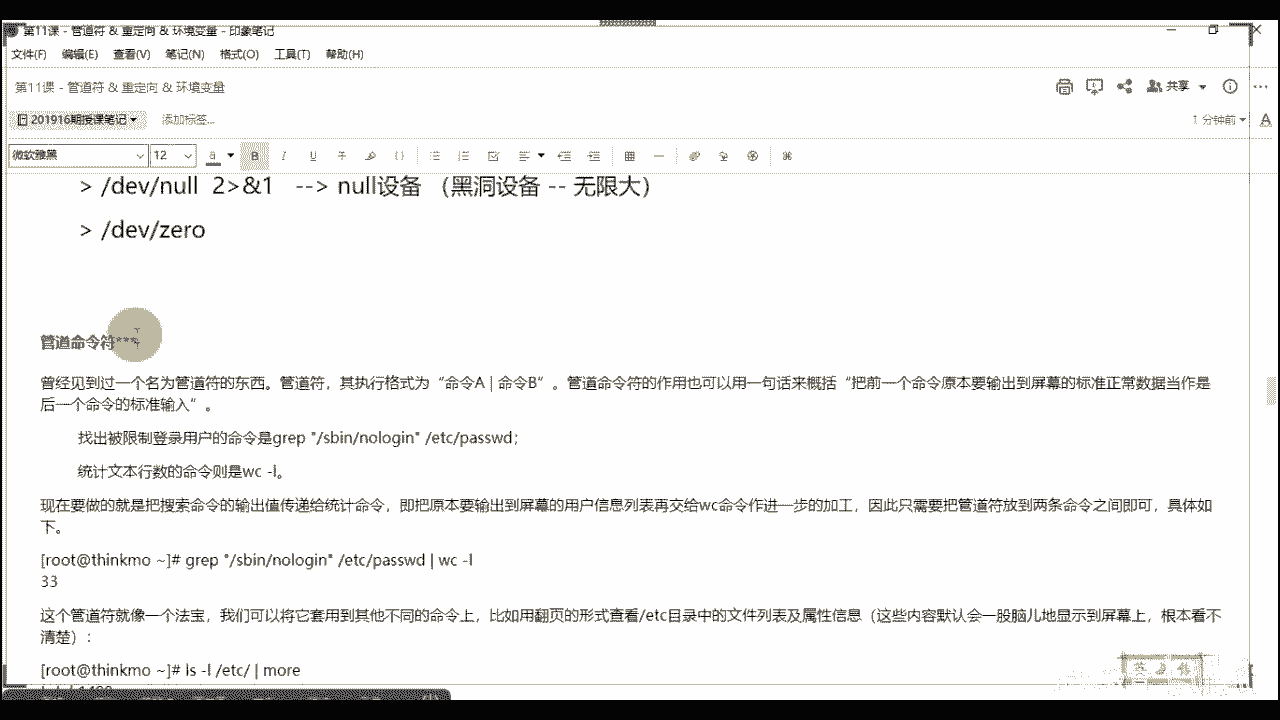 第11课 - 管道符 & 重定向 & 环境变量 - 印象笔记
文件(F) 编辑(E) 查看(V) 笔记(N) 格式(O) 工具(T) 帮助(H)
第11课 - 管道符 & 重定向 & 环境变量
共享
201916期授课笔记
添加标签...
1 分钟前
微软雅黑
12
> /dev/null 2>&1 --> null设备 （黑洞设备 -- 无限大）
> /dev/zero
管道命令符***
曾经见到过一个名为管道符的东西。管道符，其执行格式为“命令A | 命令B”。管道命令符的作用也可以用一句话来概括“把前一个命令原本要输出到屏幕的标准正常数据当作是
后一个命令的标准输入”。
找出被限制登录用户的命令是grep "/sbin/nologin" /etc/passwd；
统计文本行数的命令则是wc -l。
现在要做的就是把搜索命令的输出值传递给统计命令，即把原本要输出到屏幕的用户信息列表再交给wc命令作进一步的加工，因此只需要把管道符放到两条命令之间即可，具体如
下。
[root@thinkmo ~]# grep "/sbin/nologin" /etc/passwd | wc -l
33
这个管道符就像一个法宝，我们可以将它套用到其他不同的命令上，比如用翻页的形式查看/etc目录中的文件列表及属性信息（这些内容默认会一股脑儿地显示到屏幕上，根本看不
清楚）：
[root@thinkmo ~]# ls -l /etc/ | more